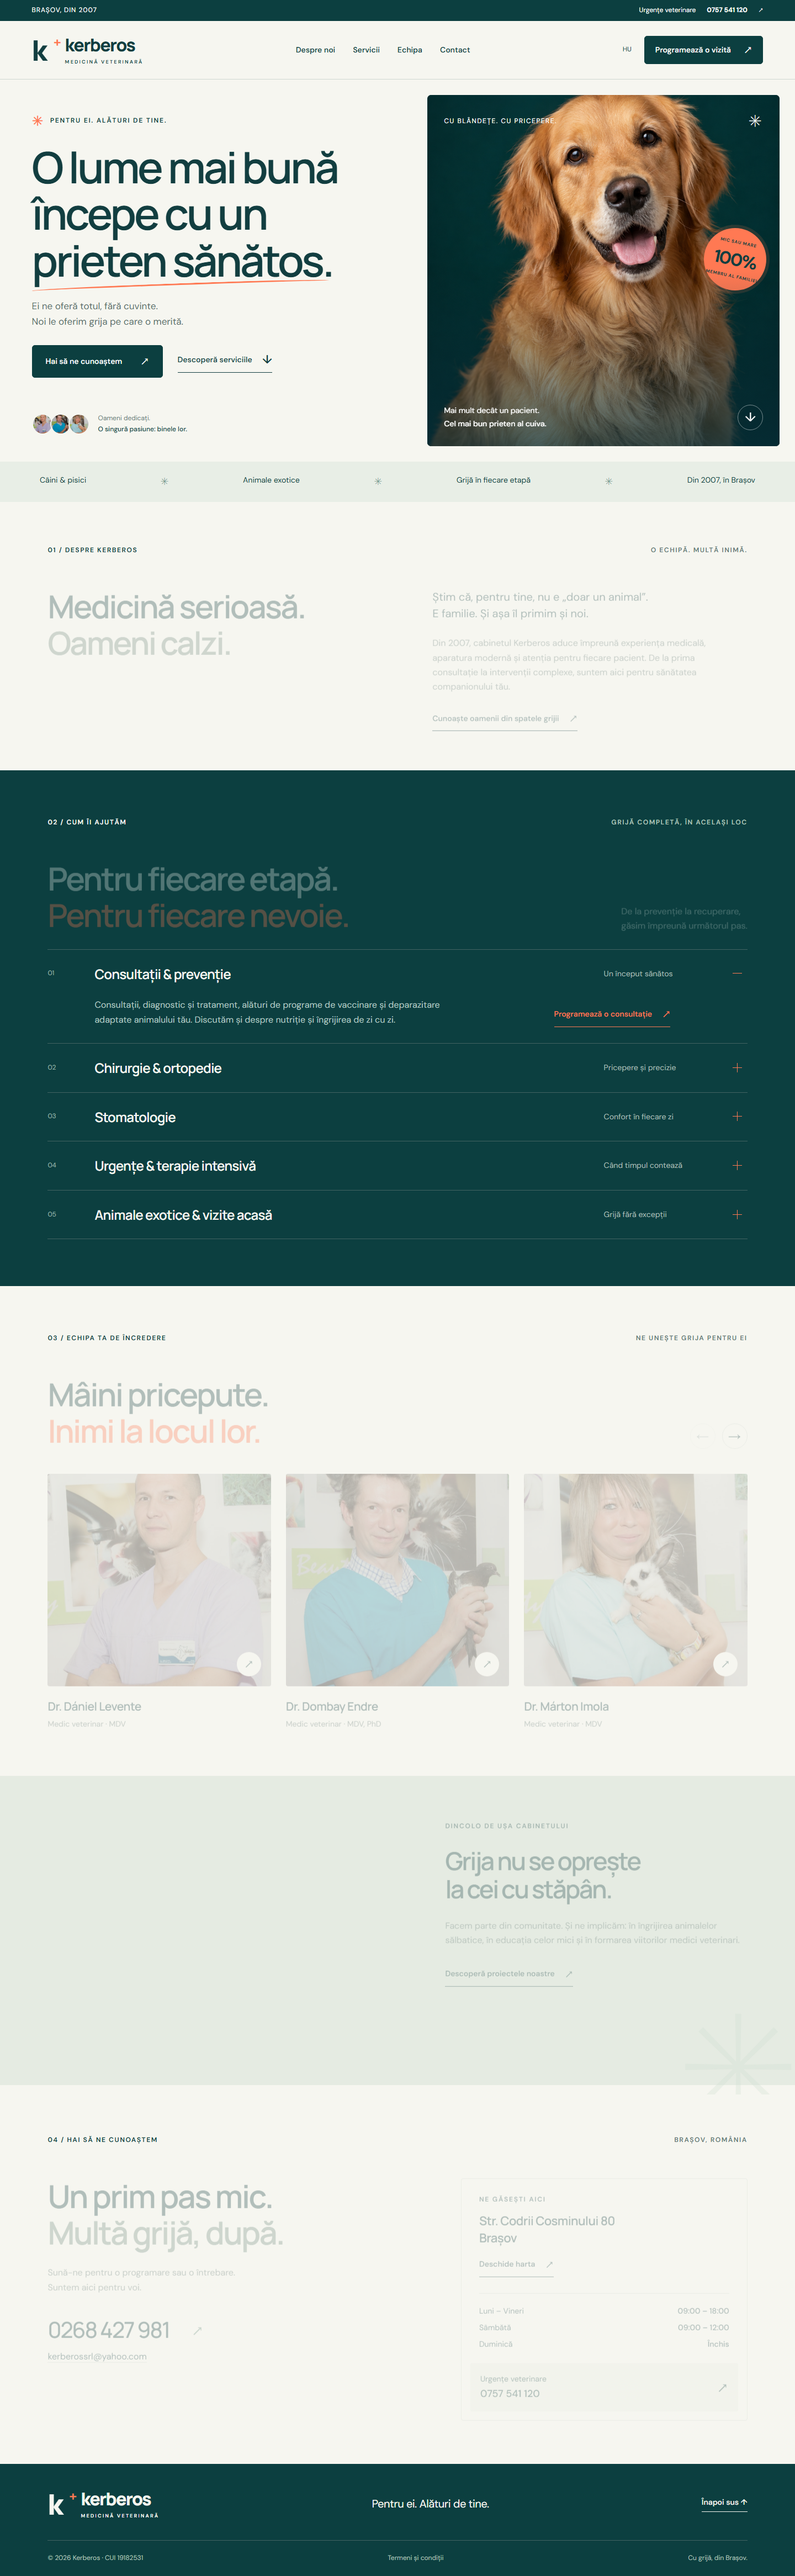 BRAȘOV, DIN 2007
Urgențe veterinare 0757 541 120
kerberos
MEDICINĂ VETERINARĂ
Despre noi
Servicii
Echipa
Contact
HU
Programează o vizită
PENTRU EI. ALĂTURI DE TINE.
O lume mai bună
începe cu un
prieten sănătos.
Ei ne oferă totul, fără cuvinte.
Noi le oferim grija pe care o merită.
Hai să ne cunoaștem
Descoperă serviciile
Oameni dedicați.
O singură pasiune: binele lor.
CU BLÂNDEȚE. CU PRICEPERE.
MIC SAU MARE
100%
MEMBRU AL FAMILIEI
Mai mult decât un pacient.
Cel mai bun prieten al cuiva.
Câini & pisici
Animale exotice
Grijă în fiecare etapă
Din 2007, în Brașov
01 / DESPRE KERBEROS
O ECHIPĂ. MULTĂ INIMĂ.
Medicină serioasă.
Oameni calzi.
Știm că, pentru tine, nu e „doar un animal”.
E familie. Și așa îl primim și noi.
Din 2007, cabinetul Kerberos aduce împreună experiența medicală,
aparatura modernă și atenția pentru fiecare pacient. De la prima
consultație la intervenții complexe, suntem aici pentru sănătatea
companionului tău.
Cunoaște oamenii din spatele grijii
02 / CUM ÎI AJUTĂM
GRIJĂ COMPLETĂ, ÎN ACELAȘI LOC
Pentru fiecare etapă.
Pentru fiecare nevoie.
De la prevenție la recuperare,
găsim împreună următorul pas.
01
Consultații & prevenție
Un început sănătos
Consultații, diagnostic și tratament, alături de programe de vaccinare și deparazitare
adaptate animalului tău. Discutăm și despre nutriție și îngrijirea de zi cu zi.
Programează o consultație
02
Chirurgie & ortopedie
Pricepere și precizie
03
Stomatologie
Confort în fiecare zi
04
Urgențe & terapie intensivă
Când timpul contează
05
Animale exotice & vizite acasă
Grijă fără excepții
03 / ECHIPA TA DE ÎNCREDERE
NE UNEȘTE GRIJA PENTRU EI
Mâini pricepute.
Inimi la locul lor.
Dr. Dániel Levente
Medic veterinar · MDV
Dr. Dombay Endre
Medic veterinar · MDV, PhD
Dr. Márton Imola
Medic veterinar · MDV
DINCOLO DE UȘA CABINETULUI
Grija nu se oprește
la cei cu stăpân.
Facem parte din comunitate. Și ne implicăm: în îngrijirea animalelor
sălbatice, în educația celor mici și în formarea viitorilor medici veterinari.
Descoperă proiectele noastre
04 / HAI SĂ NE CUNOAȘTEM
BRAȘOV, ROMÂNIA
Un prim pas mic.
Multă grijă, după.
Sună-ne pentru o programare sau o întrebare.
Suntem aici pentru voi.
0268 427 981
kerberossrl@yahoo.com
NE GĂSEȘTI AICI
Str. Codrii Cosminului 80
Brașov
Deschide harta
Luni – Vineri 09:00 – 18:00
Sâmbătă 09:00 – 12:00
Duminică Închis
Urgențe veterinare
0757 541 120
kerberos
MEDICINĂ VETERINARĂ
Pentru ei. Alături de tine.
Înapoi sus ↑
© 2026 Kerberos · CUI 19182531
Termeni și condiții
Cu grijă, din Brașov.